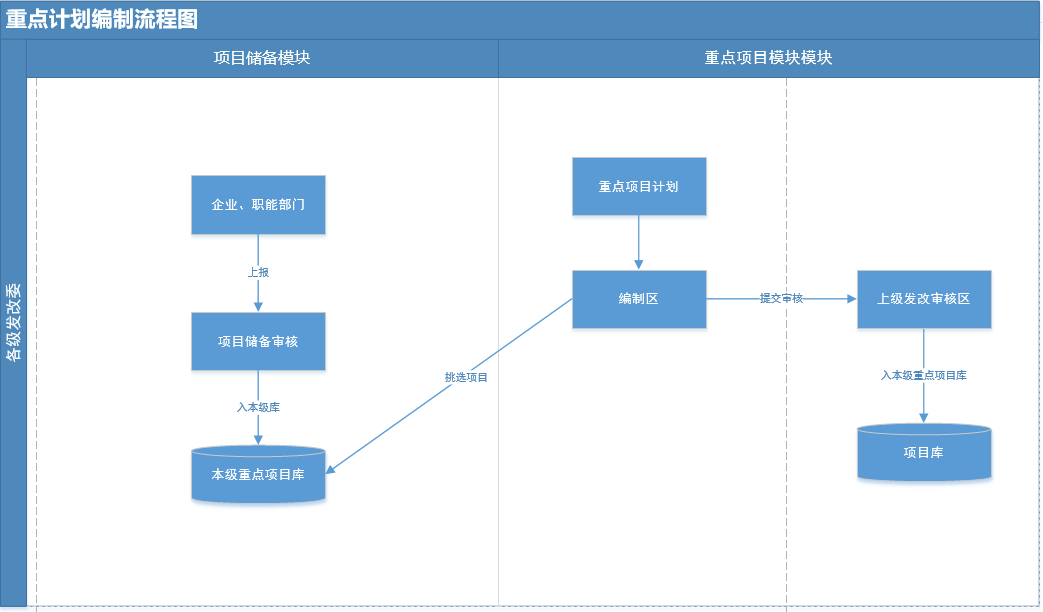 重点计划编制流程图
项目储备模块
重点项目模块模块
各级发改委
企业、职能部门
上报
项目储备审核
入本级库
本级重点项目库
重点项目计划
编制区
挑选项目
提交审核
上级发改审核区
入本级重点项目库
项目库